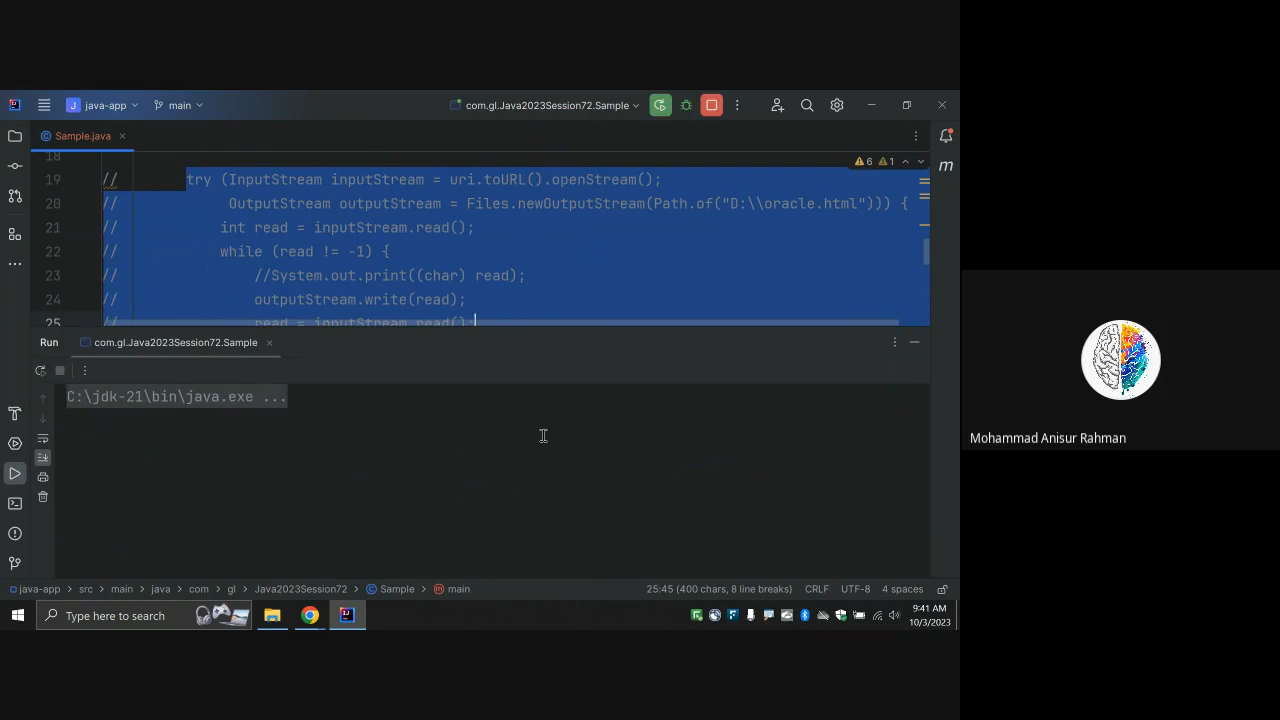 J java-app main com.gl.Java2023Session72.Sample
Sample.java
18
6 1
19 // try (InputStream inputStream = uri.toURL().openStream();
20 // OutputStream outputStream = Files.newOutputStream(Path.of("D:\\oracle.html"))) {
21 // int read = inputStream.read();
22 // while (read != -1) {
23 // //System.out.print((char) read);
24 // outputStream.write(read);
25 // read = inputStream.read();
m
Run com.gl.Java2023Session72.Sample
C:\jdk-21\bin\java.exe ...
Mohammad Anisur Rahman
java-app > src > main > java > com > gl > Java2023Session72 > Sample > main 25:45 (400 chars, 8 line breaks) CRLF UTF-8 4 spaces
Type here to search
9:41 AM
10/3/2023